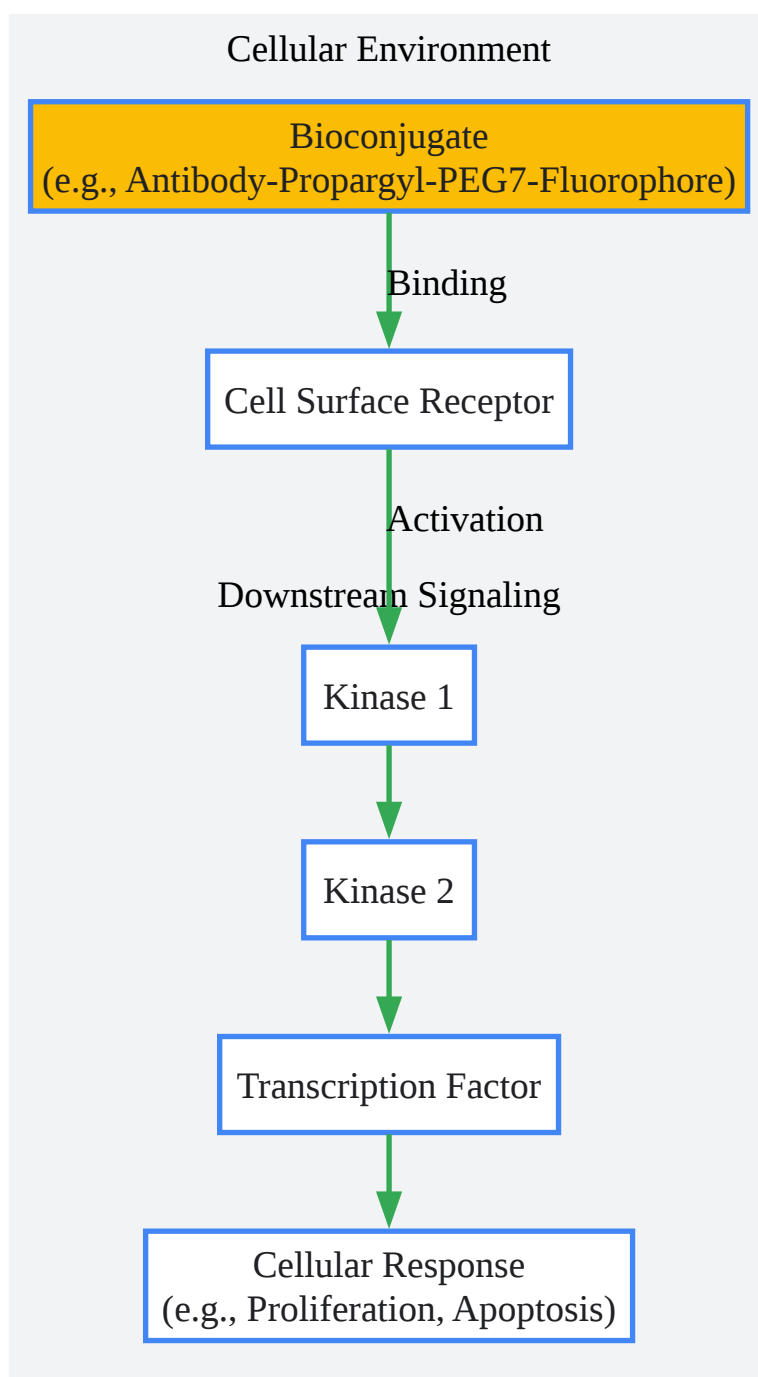 Cellular Environment
Bioconjugate
(e.g., Antibody-Propargyl-PEG7-Fluorophore)
Binding
Cell Surface Receptor
Activation
Downstream Signaling
Kinase 1
Kinase 2
Transcription Factor
Cellular Response
(e.g., Proliferation, Apoptosis)